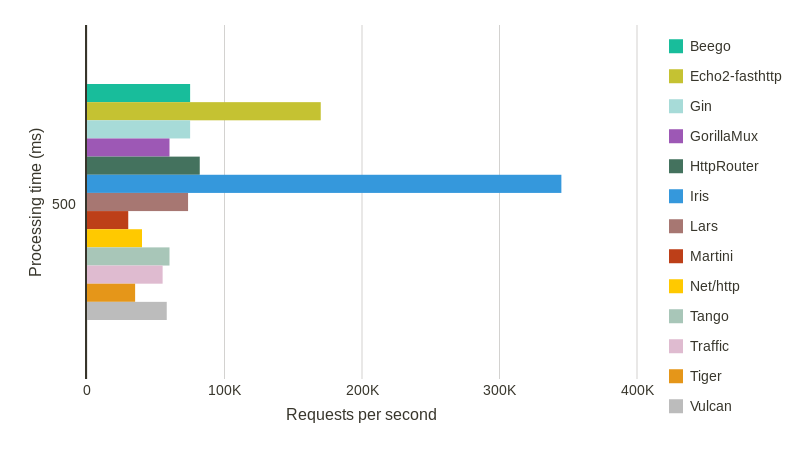 Processing time (ms)
500
0
100K
200K
300K
400K
Requests per second
Beego
Echo2-fasthttp
Gin
GorillaMux
HttpRouter
Iris
Lars
Martini
Net/http
Tango
Traffic
Tiger
Vulcan